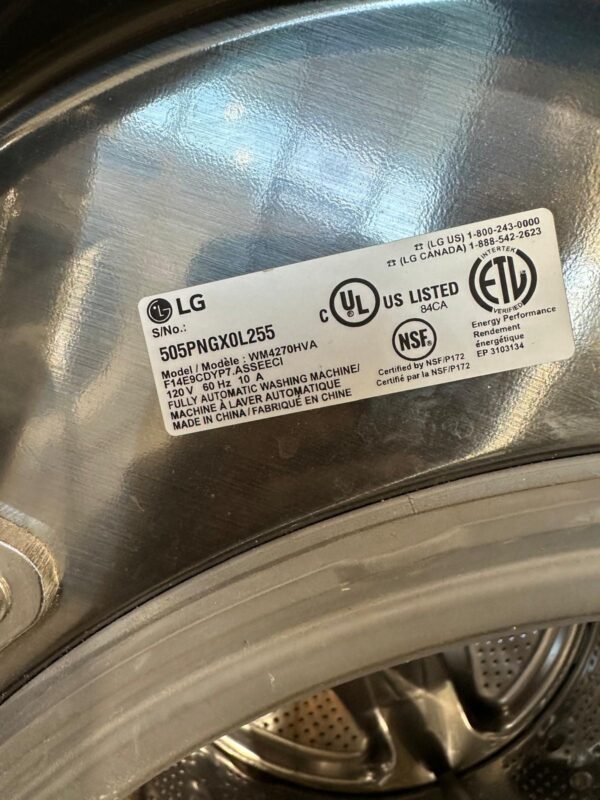 LG
S/No.:
505PNGX0L255
Model / Modèle : WM4270HVA
F14E9CDYP7.ASSEECI
120 V 60 Hz 10 A
FULLY AUTOMATIC WASHING MACHINE/
MACHINE À LAVER AUTOMATIQUE
MADE IN CHINA / FABRIQUÉ EN CHINE
☎ (LG US) 1-800-243-0000
☎ (LG CANADA) 1-888-542-2623
C UL US LISTED
84CA
NSF
Certified by NSF/P172
Certifié par la NSF/P172
INTERTEK
ETL
VERIFIED
Energy Performance
Rendement
énergétique
EP 3103134